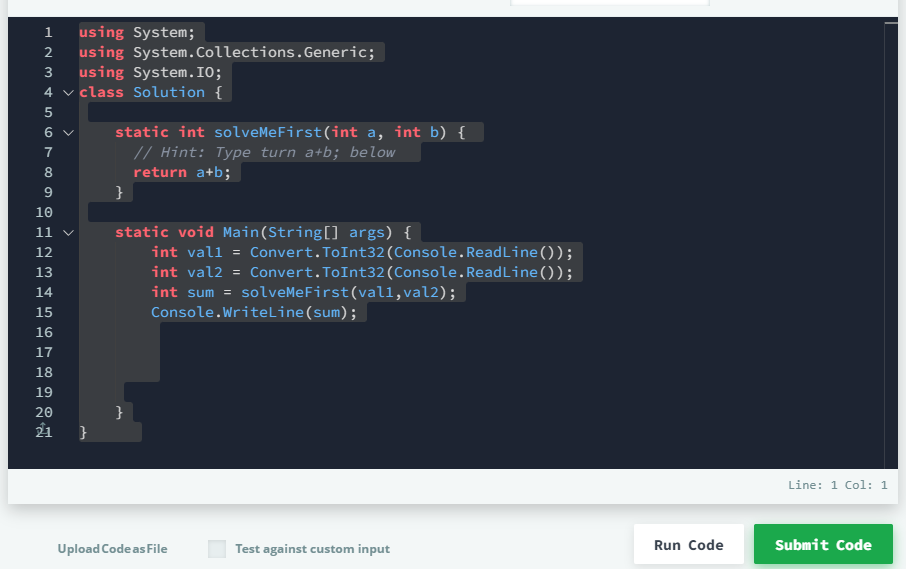 1 using System;
2 using System.Collections.Generic;
3 using System.IO;
4 class Solution {
5
6 static int solveMeFirst(int a, int b) {
7 // Hint: Type turn a+b; below
8 return a+b;
9 }
10
11 static void Main(String[] args) {
12 int val1 = Convert.ToInt32(Console.ReadLine());
13 int val2 = Convert.ToInt32(Console.ReadLine());
14 int sum = solveMeFirst(val1,val2);
15 Console.WriteLine(sum);
16
17
18
19
20 }
21 }
Line: 1 Col: 1
Upload Code as File
Test against custom input
Run Code
Submit Code